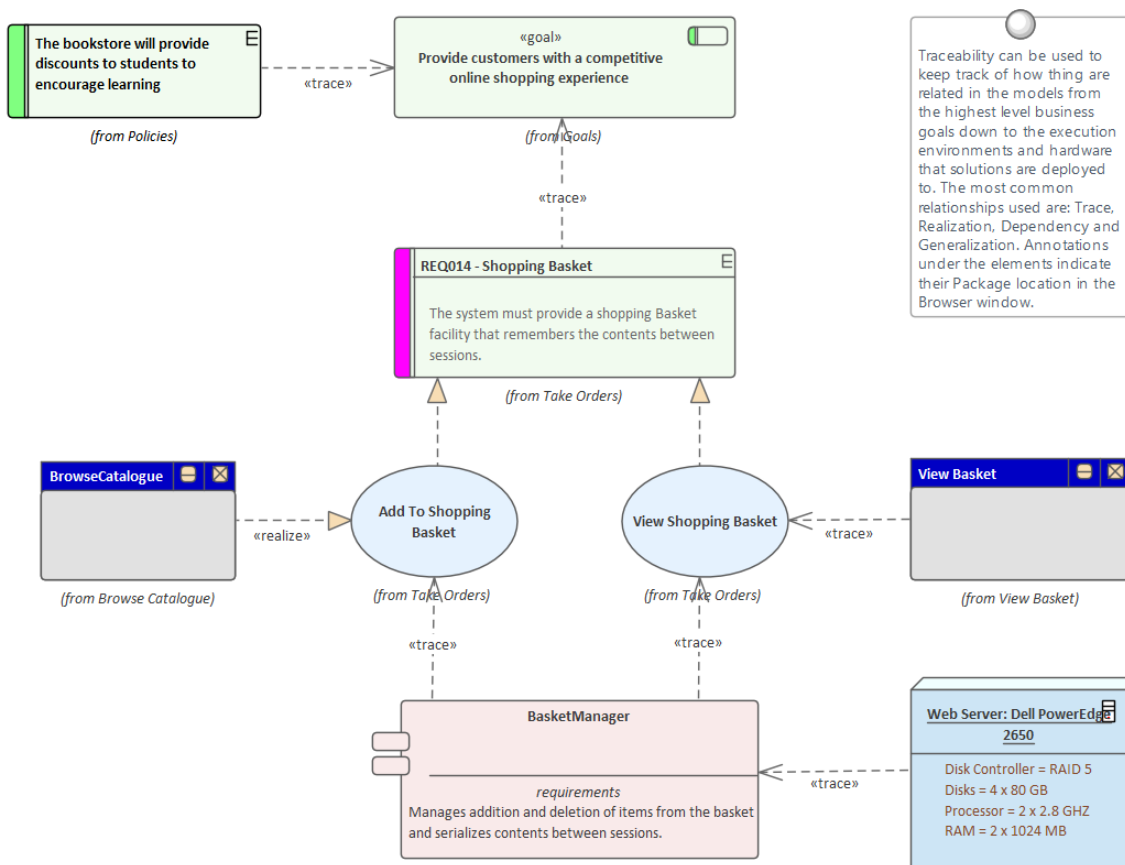 The bookstore will provide
discounts to students to
encourage learning
(from Policies)
«trace»
«goal»
Provide customers with a competitive
online shopping experience
(from Goals)
Traceability can be used to
keep track of how thing are
related in the models from
the highest level business
goals down to the execution
environments and hardware
that solutions are deployed
to. The most common
relationships used are: Trace,
Realization, Dependency and
Generalization. Annotations
under the elements indicate
their Package location in the
Browser window.
«trace»
REQ014 - Shopping Basket
The system must provide a shopping Basket
facility that remembers the contents between
sessions.
(from Take Orders)
BrowseCatalogue
(from Browse Catalogue)
«realize»
Add To Shopping
Basket
(from Take Orders)
View Shopping Basket
(from Take Orders)
«trace»
View Basket
(from View Basket)
«trace»
«trace»
BasketManager
requirements
Manages addition and deletion of items from the basket
and serializes contents between sessions.
«trace»
Web Server: Dell PowerEdge
2650
Disk Controller = RAID 5
Disks = 4 x 80 GB
Processor = 2 x 2.8 GHZ
RAM = 2 x 1024 MB